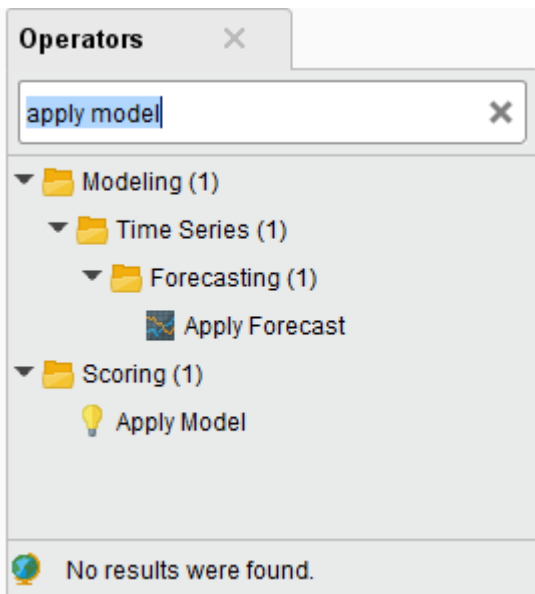 Operators
apply model
Modeling (1)
Time Series (1)
Forecasting (1)
Apply Forecast
Scoring (1)
Apply Model
No results were found.